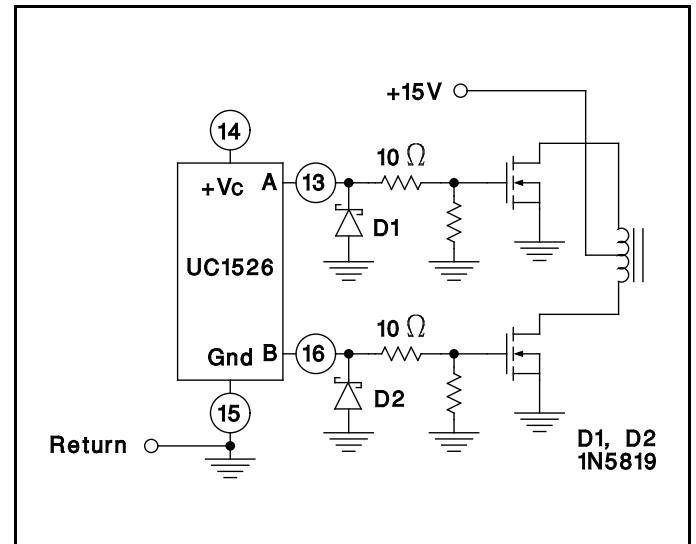 +15V
14
10 Ω
+Vc A 13
D1
UC1526
10 Ω
Gnd B 16
D2
15
Return
D1, D2
1N5819